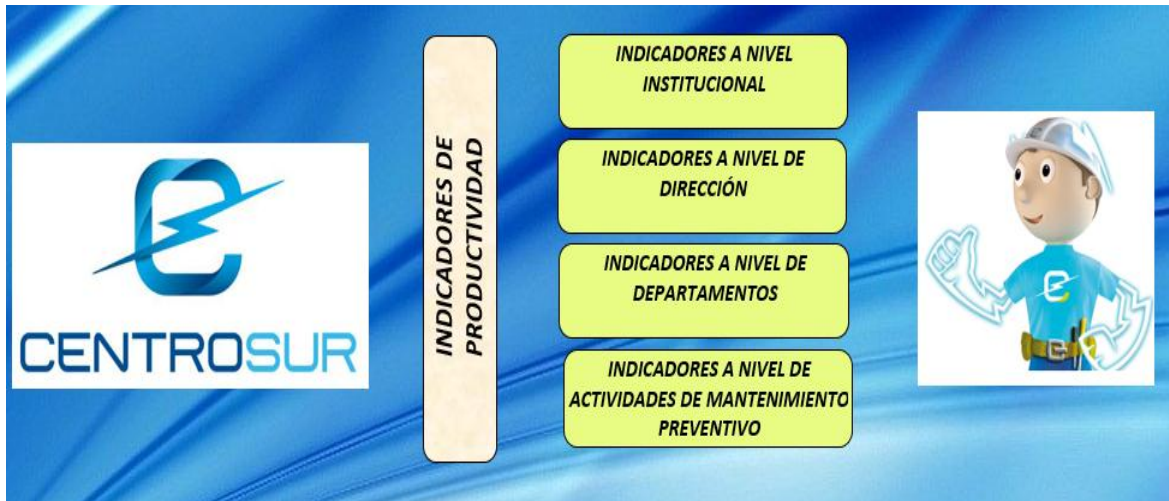 CENTROSUR
INDICADORES DE
PRODUCTIVIDAD
INDICADORES A NIVEL
INSTITUCIONAL
INDICADORES A NIVEL DE
DIRECCIÓN
INDICADORES A NIVEL DE
DEPARTAMENTOS
INDICADORES A NIVEL DE
ACTIVIDADES DE MANTENIMIENTO
PREVENTIVO